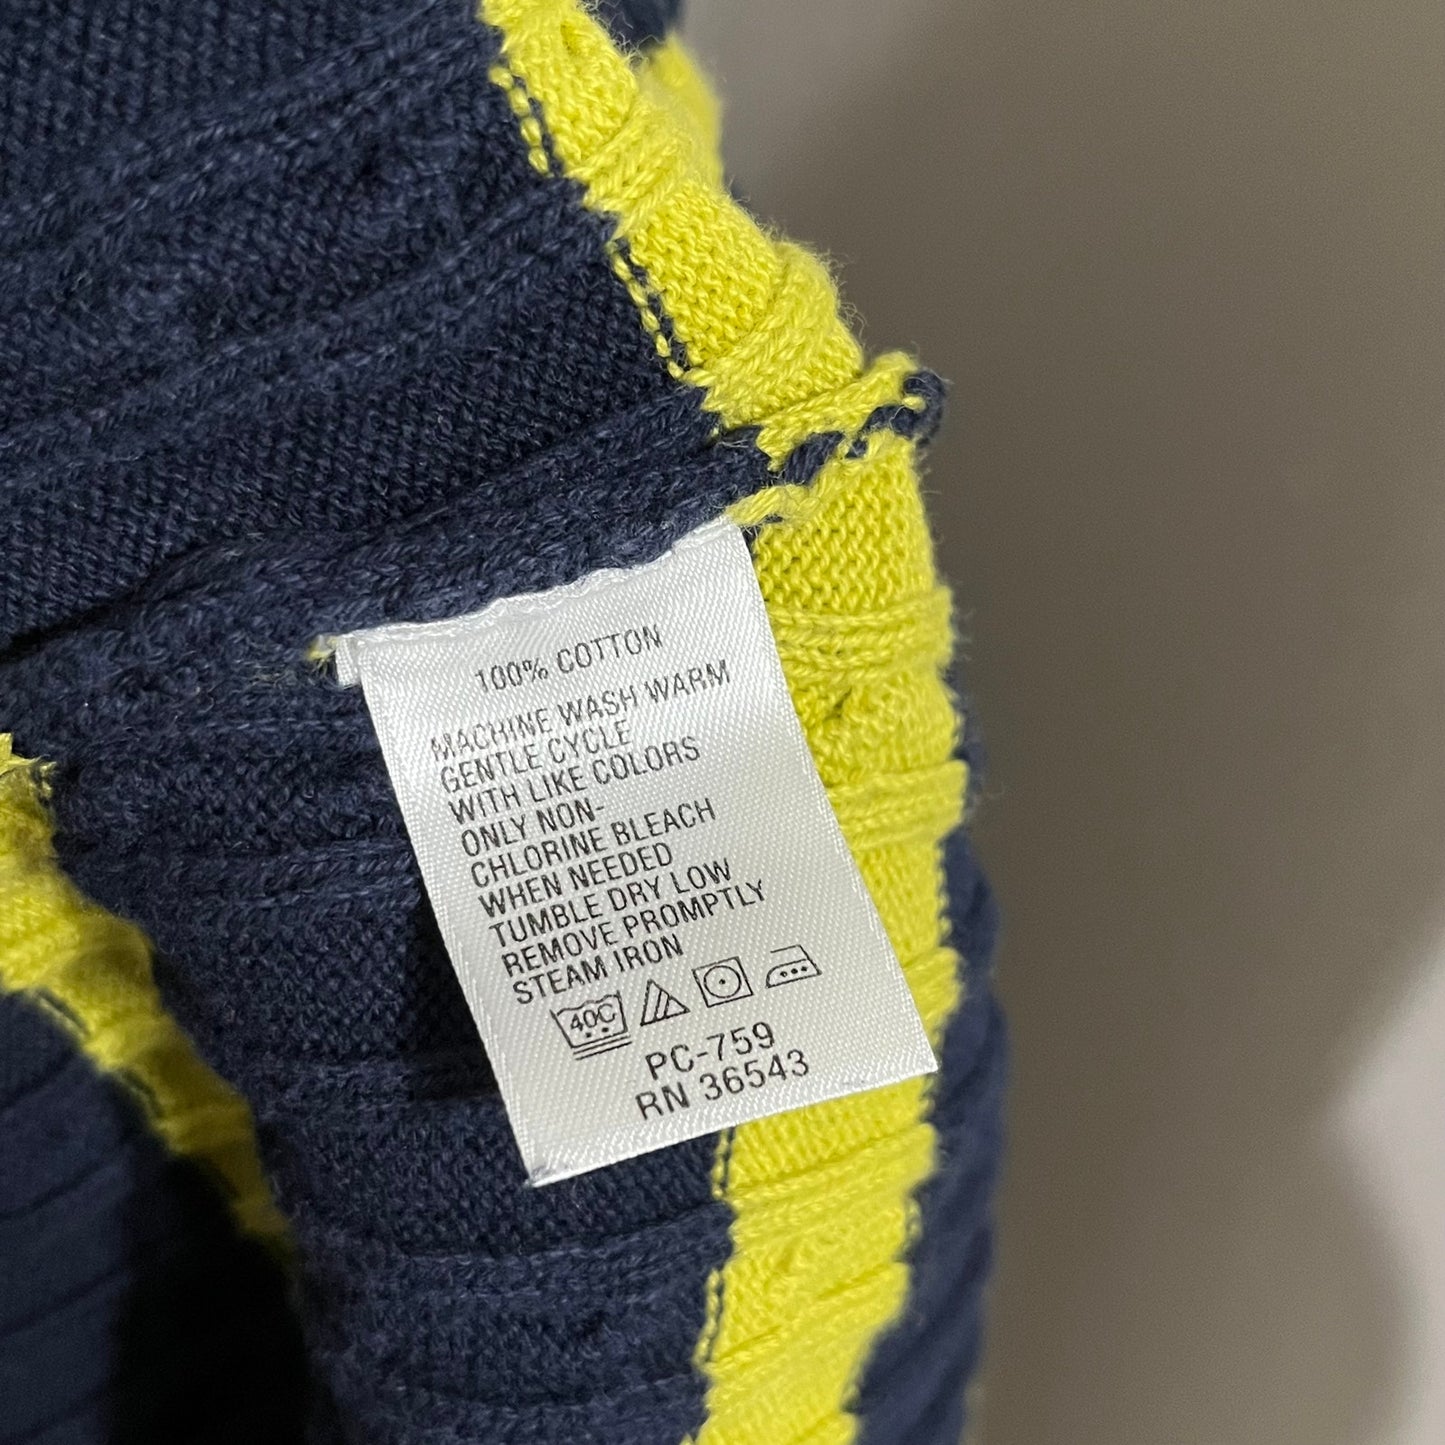 100% COTTON
MACHINE WASH WARM
GENTLE CYCLE
WITH LIKE COLORS
ONLY NON-
CHLORINE BLEACH
WHEN NEEDED
TUMBLE DRY LOW
REMOVE PROMPTLY
STEAM IRON
40C
PC-759
RN 36543